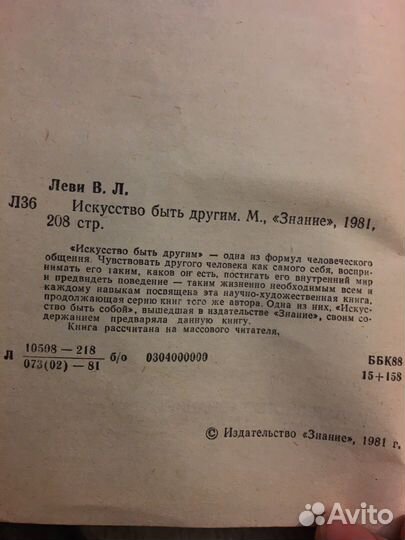 Леви В. Л.
Л36 Искусство быть другим. М., «Знание», 1981,
208 стр.
«Искусство быть другим» — одна из формул человеческого
общения. Чувствовать другого человека как самого себя, воспри-
нимать его таким, каков он есть, постигать его внутренний мир
и предвидеть поведение — таким жизненно необходимым всем и
каждому навыкам посвящена эта научно-художественная книга,
продолжающая серию книг того же автора. Одна из них, «Искус-
ство быть собой», вышедшая в издательстве «Знание», своим со-
держанием предваряла данную книгу.
Книга рассчитана на массового читателя.
Л 10508 — 218 б/о 0304000000 ББК88
073(02) — 81 15+158
© Издательство «Знание», 1981 г.
Avito